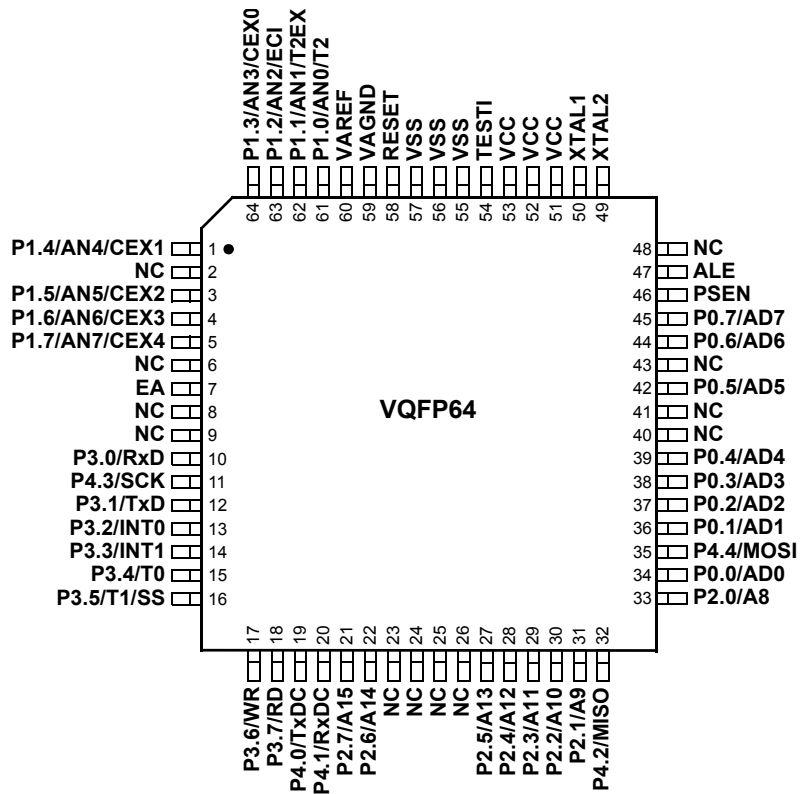 P1.3/AN3/CEX0
P1.2/AN2/ECI
P1.1/AN1/T2EX
P1.0/AN0/T2
VAREF
VAGND
RESET
VSS
VSS
VSS
TESTI
VCC
VCC
VCC
XTAL1
XTAL2
64
63
62
61
60
59
58
57
56
55
54
53
52
51
50
49
P1.4/AN4/CEX1 1
NC 2
P1.5/AN5/CEX2 3
P1.6/AN6/CEX3 4
P1.7/AN7/CEX4 5
NC 6
EA 7
NC 8
NC 9
P3.0/RxD 10
P4.3/SCK 11
P3.1/TxD 12
P3.2/INT0 13
P3.3/INT1 14
P3.4/T0 15
P3.5/T1/SS 16
VQFP64
48 NC
47 ALE
46 PSEN
45 P0.7/AD7
44 P0.6/AD6
43 NC
42 P0.5/AD5
41 NC
40 NC
39 P0.4/AD4
38 P0.3/AD3
37 P0.2/AD2
36 P0.1/AD1
35 P4.4/MOSI
34 P0.0/AD0
33 P2.0/A8
17
18
19
20
21
22
23
24
25
26
27
28
29
30
31
32
P3.6/WR
P3.7/RD
P4.0/TxDC
P4.1/RxDC
P2.7/A15
P2.6/A14
NC
NC
NC
NC
P2.5/A13
P2.4/A12
P2.3/A11
P2.2/A10
P2.1/A9
P4.2/MISO